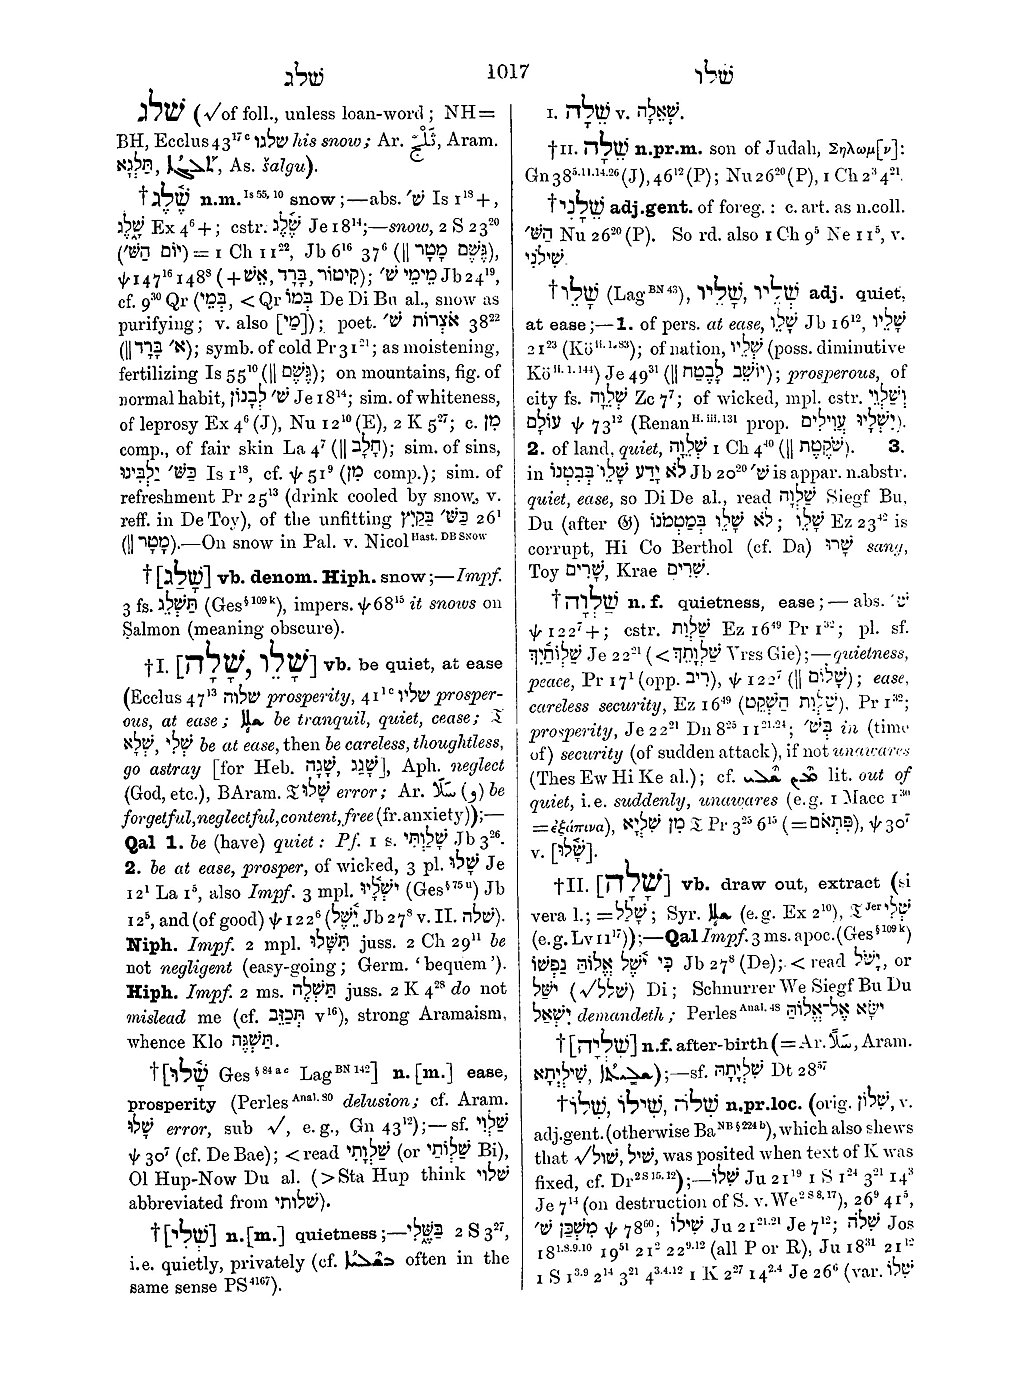 שלג
1017
שלו
שלג (√of foll., unless loan-word; NH=
BH, Ecclus 43¹⁷ᶜ שלגו his snow; Ar. ثَلْج, Aram.
תַּלְגָּא, As. šalgu).
†שֶׁ֫לֶג n.m. Is 55, 10 snow;—abs. שׁ׳ Is 1¹⁸+,
שָׁלֶג Ex 4⁶+; cstr. שֶׁלֶג Je 18¹⁴;—snow, 2 S 23²⁰
(יוֹם הַשּׁ׳)= 1 Ch 11²², Jb 6¹⁶ 37⁶ (‖ גֶּשֶׁם מָטָר),
ψ 147¹⁶ 148⁸ (+אֵשׁ, בָּרָד, קִיטוֹר); מֵימֵי שׁ׳ Jb 24¹⁹,
cf. 9³⁰ Qr (בְּמֵי, < Qr בְּמוֹ De Di Bu al., snow as
purifying; v. also [מַי]); poet. אֹצְרוֹת שׁ׳ 38²²
(‖ א׳ בָּרָד); symb. of cold Pr 31²¹; as moistening,
fertilizing Is 55¹⁰ (‖ גֶּשֶׁם); on mountains, fig. of
normal habit, שׁ׳ לְבָנוֹן Je 18¹⁴; sim. of whiteness,
of leprosy Ex 4⁶ (J), Nu 12¹⁰ (E), 2 K 5²⁷; c. מִן
comp., of fair skin La 4⁷ (‖ חָלָב); sim. of sins,
כַּשּׁ׳ יַלְבִּינוּ Is 1¹⁸, cf. ψ 51⁹ (מִן comp.); sim. of
refreshment Pr 25¹³ (drink cooled by snow, v.
reff. in De Toy), of the unfitting כַּשּׁ׳ בַּקַּיִץ 26¹
(‖ מָטָר).—On snow in Pal. v. Nicol Hast. DB Snow
†[שָׁלַג] vb. denom. Hiph. snow;—Impf.
3 fs. תַּשְׁלֵג (Ges§109k), impers. ψ 68¹⁵ it snows on
Salmon (meaning obscure).
†I. [שָׁלָה, שָׁלֵו] vb. be quiet, at ease
(Ecclus 47¹³ שלוה prosperity, 41¹ᶜ שליו prosper-
ous, at ease; be tranquil, quiet, cease; 𝔗
שְׁלִי, שְׁלָא be at ease, then be careless, thoughtless,
go astray [for Heb. שָׁגַג, שָׁגָה], Aph. neglect
(God, etc.), BAram. 𝔗 שָׁלוּ error; Ar. سَلَا (و) be
forgetful, neglectful, content, free (fr. anxiety));—
Qal 1. be (have) quiet: Pf. 1 s. שָׁלַוְתִּי Jb 3²⁶.
2. be at ease, prosper, of wicked, 3 pl. שָׁלוּ Je
12¹ La 1⁵, also Impf. 3 mpl. יִשְׁלָיוּ (Ges§75u) Jb
12⁶, and (of good) ψ 122⁶ (יֵשֶׁל Jb 27⁸ v. II. שלה).
Niph. Impf. 2 mpl. תִּשָּׁלוּ juss. 2 Ch 29¹¹ be
not negligent (easy-going; Germ. ‘bequem’).
Hiph. Impf. 2 ms. תַּשְׁלֶה juss. 2 K 4²⁸ do not
mislead me (cf. תְּכַזֵּב v¹⁶), strong Aramaism,
whence Klo תַּשְׁגֶּה.
†[שָׁ֫לוּ Ges§84ac Lag BN 142] n.[m.] ease,
prosperity (Perles Anal. 80 delusion; cf. Aram.
שָׁלוּ error, sub √, e.g., Gn 43¹²);—sf. שַׁלְוִי
ψ 30⁷ (cf. De Bae); < read שַׁלְוָתִי (or שַׁלְוֹתַי Bi),
Ol Hup-Now Du al. (> Sta Hup think שלוי
abbreviated from שלותי).
†[שְׁלִי] n.[m.] quietness;—בַּשֶּׁלִי 2 S 3²⁷,
i.e. quietly, privately (cf. often in the
same sense PS⁴¹⁶⁷).
I. שֵׁלָה v. שְׁאֵלָה.
†II. שֵׁלָה n.pr.m. son of Judah, Σηλωμ[ν]:
Gn 38⁵·¹¹·¹⁴·²⁶ (J), 46¹² (P); Nu 26²⁰ (P), 1 Ch 2³ 4²¹.
†שֵׁלָנִי adj.gent. of foreg.: c. art. as n.coll.
הַשּׁ׳ Nu 26²⁰ (P). So rd. also 1 Ch 9⁵ Ne 11⁵, v.
שִׁילֹנִי.
†שָׁלֵו (Lag BN 43), שָׁלֵיו, שְׁלֵיו adj. quiet,
at ease;—1. of pers. at ease, שָׁלֵו Jb 16¹², שָׁלֵיו
21²³ (Kö ii. 1. 83); of nation, שְׁלֵיו (poss. diminutive
Kö ii. 1. 144) Je 49³¹ (‖ יוֹשֵׁב לָבֶטַח); prosperous, of
city fs. שְׁלֵוָה Zc 7⁷; of wicked, mpl. cstr. וְשַׁלְוֵי
עוֹלָם ψ 73¹² (Renan H. iii. 131 prop. יִשְׁלָיוּ עֲוִילִים).
2. of land, quiet, שְׁלֵוָה 1 Ch 4⁴⁰ (‖ שֹׁקֶטֶת). 3.
in לֹא יָדַע שָׁלֵו בְּבִטְנוֹ Jb 20²⁰ שׁ׳ is appar. n.abstr.
quiet, ease, so Di De al., read שַׁלְוָה Siegf Bu,
Du (after 𝔊) לֹא שָׁלֵו בְּמַטְמֹנוֹ; שָׁלֵו Ez 23⁴² is
corrupt, Hi Co Berthol (cf. Da) שָׁרוּ sang,
Toy שָׁרִים, Krae שָׁרִים.
†שַׁלְוָה n.f. quietness, ease;—abs. שׁ׳
ψ 122⁷+; cstr. שַׁלְוַת Ez 16⁴⁹ Pr 1³²; pl. sf.
שַׁלְוֹתַיִךְ Je 22²¹ (< שַׁלְוָתֵךְ Vrss Gie);—quietness,
peace, Pr 17¹ (opp. רִיב), ψ 122⁷ (‖ שָׁלוֹם); ease,
careless security, Ez 16⁴⁹ (שַׁלְוַת הַשְׁקֵט), Pr 1³²;
prosperity, Je 22²¹ Dn 8²⁵ 11²¹·²⁴; בְּשׁ׳ in (time
of) security (of sudden attack), if not unawares
(Thes Ew Hi Ke al.); cf. lit. out of
quiet, i.e. suddenly, unawares (e.g. 1 Macc 1³⁰
=ἐξάπινα), מִן שִׁלְיָא 𝔗 Pr 3²⁵ 6¹⁵ (=פִּתְאֹם), ψ 30⁷
v. [שָׁלוּ].
†II. [שָׁלָה] vb. draw out, extract (si
vera l.; =שָׁלַל; Syr. (e.g. Ex 2¹⁰), 𝔗 Jer שְׁלִי
(e.g. Lv 11¹⁷));—Qal Impf. 3 ms. apoc. (Ges§109k)
כִּי יֵשֶׁל אֱלוֹהַּ נַפְשׁוֹ Jb 27⁸ (De); < read יָשֹׁל, or
יִשַּׁל (√שׁלל) Di; Schnurrer We Siegf Bu Du
יִשְׁאַל demandeth; Perles Anal. 48 יִשָּׂא אֶל־אֱלוֹהַּ
†[שִׁלְיָה] n.f. after-birth (=Ar. سَلًا, Aram.
שִׁילְיְתָא);—sf. שִׁלְיָתָהּ Dt 28⁵⁷
†שִׁלֹה, שִׁילוֹ, שִׁלוֹ n.pr.loc. (orig. שִׁלוֹן, v.
adj.gent. (otherwise Ba NB§224b), which also shews
that √שׁול, שׁיל, was posited when text of K was
fixed, cf. Dr 2S 15, 12);—שִׁלוֹ Ju 21¹⁹ 1 S 1²⁴ 3²¹ 14³
Je 7¹⁴ (on destruction of S. v. We 2S 8, 17), 26⁹ 41⁵,
מִשְׁכַּן שׁ׳ ψ 78⁶⁰; שִׁילוֹ Ju 21²¹·²¹ Je 7¹²; שִׁלֹה Jos
18¹·⁸·⁹·¹⁰ 19⁵¹ 21² 22⁹·¹² (all P or R), Ju 18³¹ 21¹²
1 S 1³·⁹ 2¹⁴ 3²¹ 4³·⁴·¹² 1 K 2²⁷ 14²·⁴ Je 26⁶ (var. שִׁלוֹ